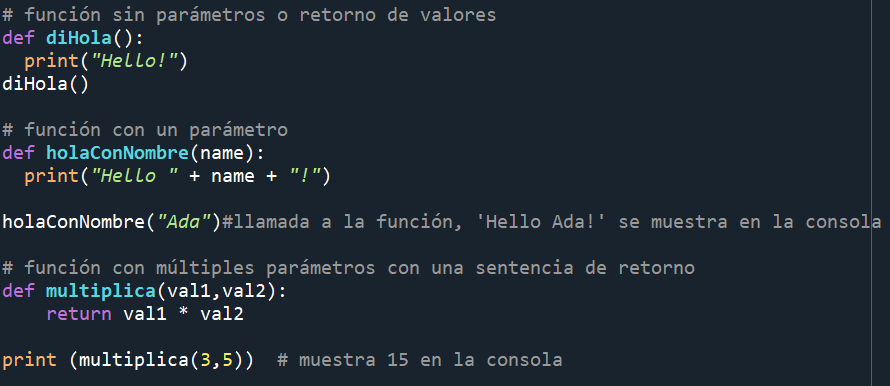 # función sin parámetros o retorno de valores
def diHola():
  print("Hello!")
diHola()

# función con un parámetro
def holaConNombre(name):
  print("Hello " + name + "!")

holaConNombre("Ada")#llamada a la función, 'Hello Ada!' se muestra en la consola

# función con múltiples parámetros con una sentencia de retorno
def multiplica(val1,val2):
    return val1 * val2

print (multiplica(3,5))  # muestra 15 en la consola